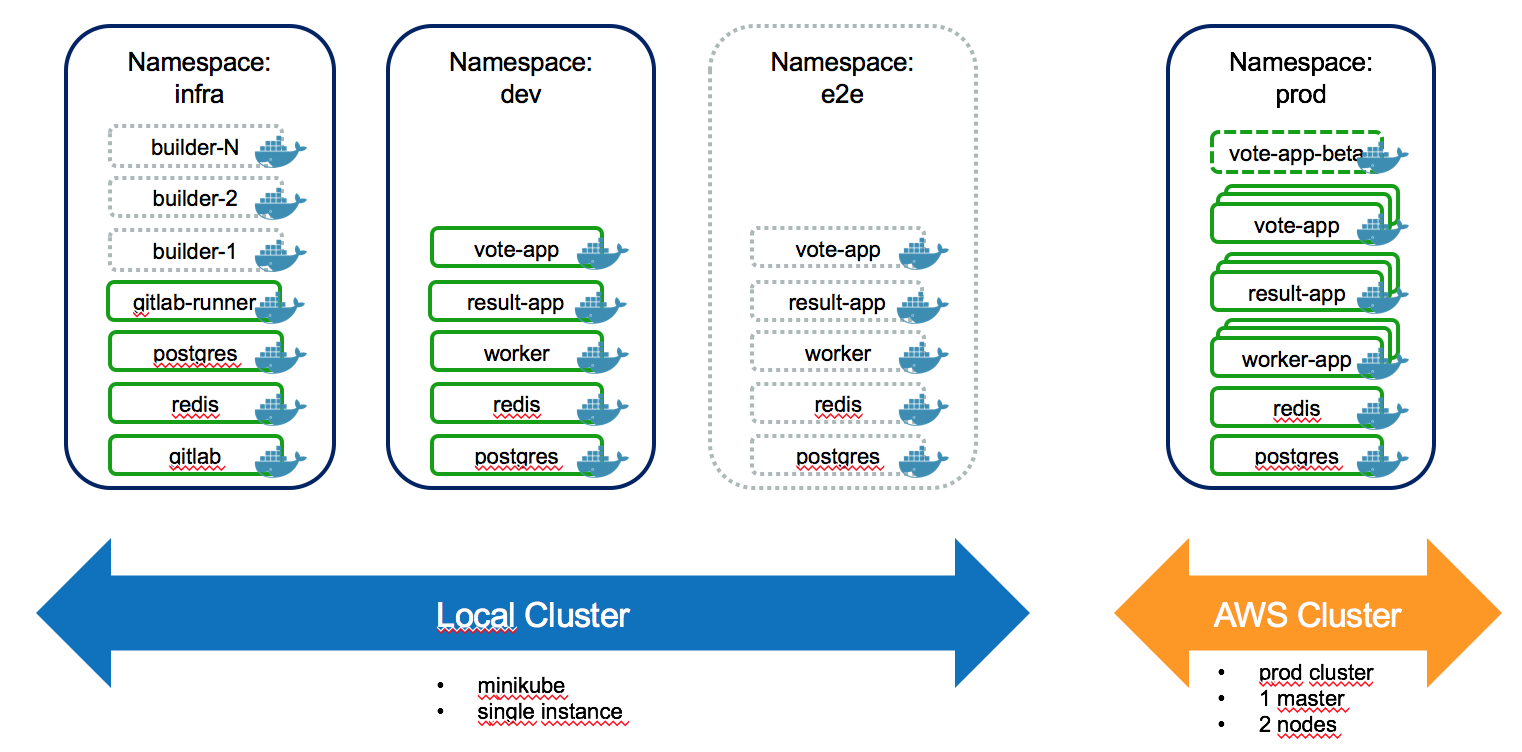 Namespace:
infra
builder-N
builder-2
builder-1
gitlab-runner
postgres
redis
gitlab
Namespace:
dev
vote-app
result-app
worker
redis
postgres
Namespace:
e2e
vote-app
result-app
worker
redis
postgres
Namespace:
prod
vote-app-beta
vote-app
result-app
worker-app
redis
postgres
Local Cluster
• minikube
• single instance
AWS Cluster
• prod cluster
• 1 master
• 2 nodes